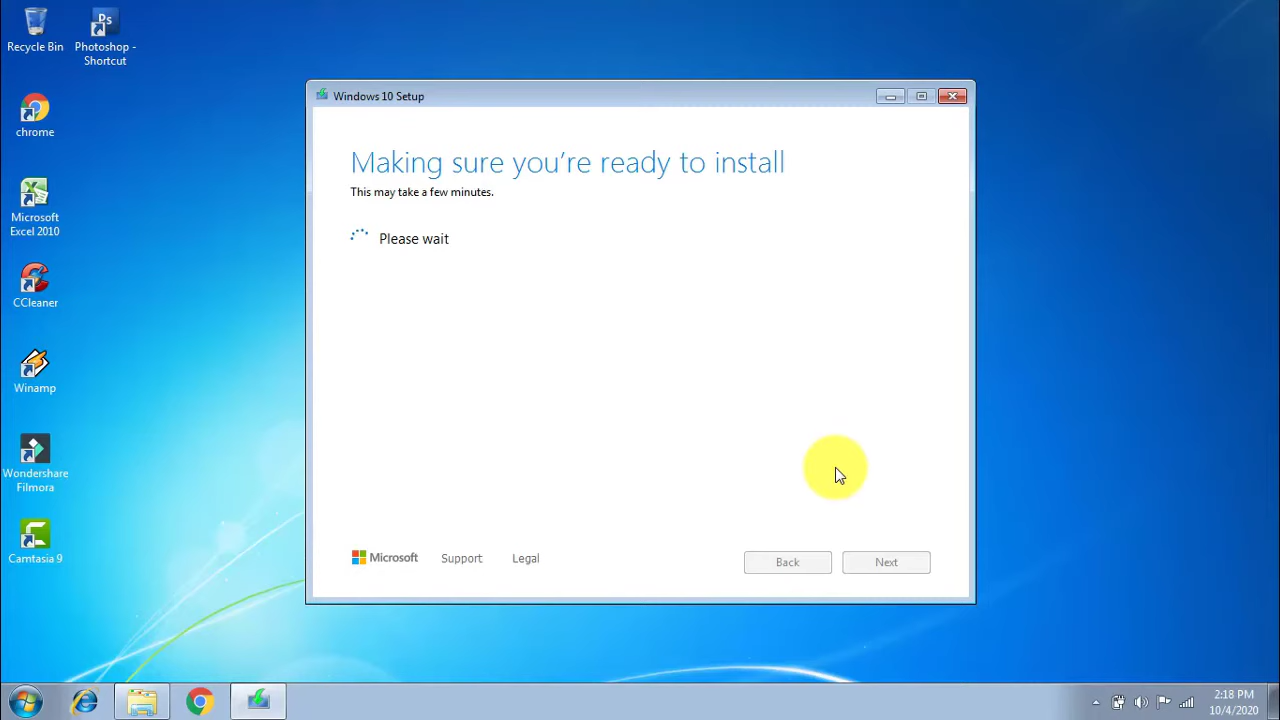 Recycle Bin
Ps
Photoshop -
Shortcut
chrome
Microsoft
Excel 2010
CCleaner
Winamp
Wondershare
Filmora
Camtasia 9
Windows 10 Setup
Making sure you're ready to install
This may take a few minutes.
Please wait
Microsoft
Support
Legal
Back
Next
2:18 PM
10/4/2020